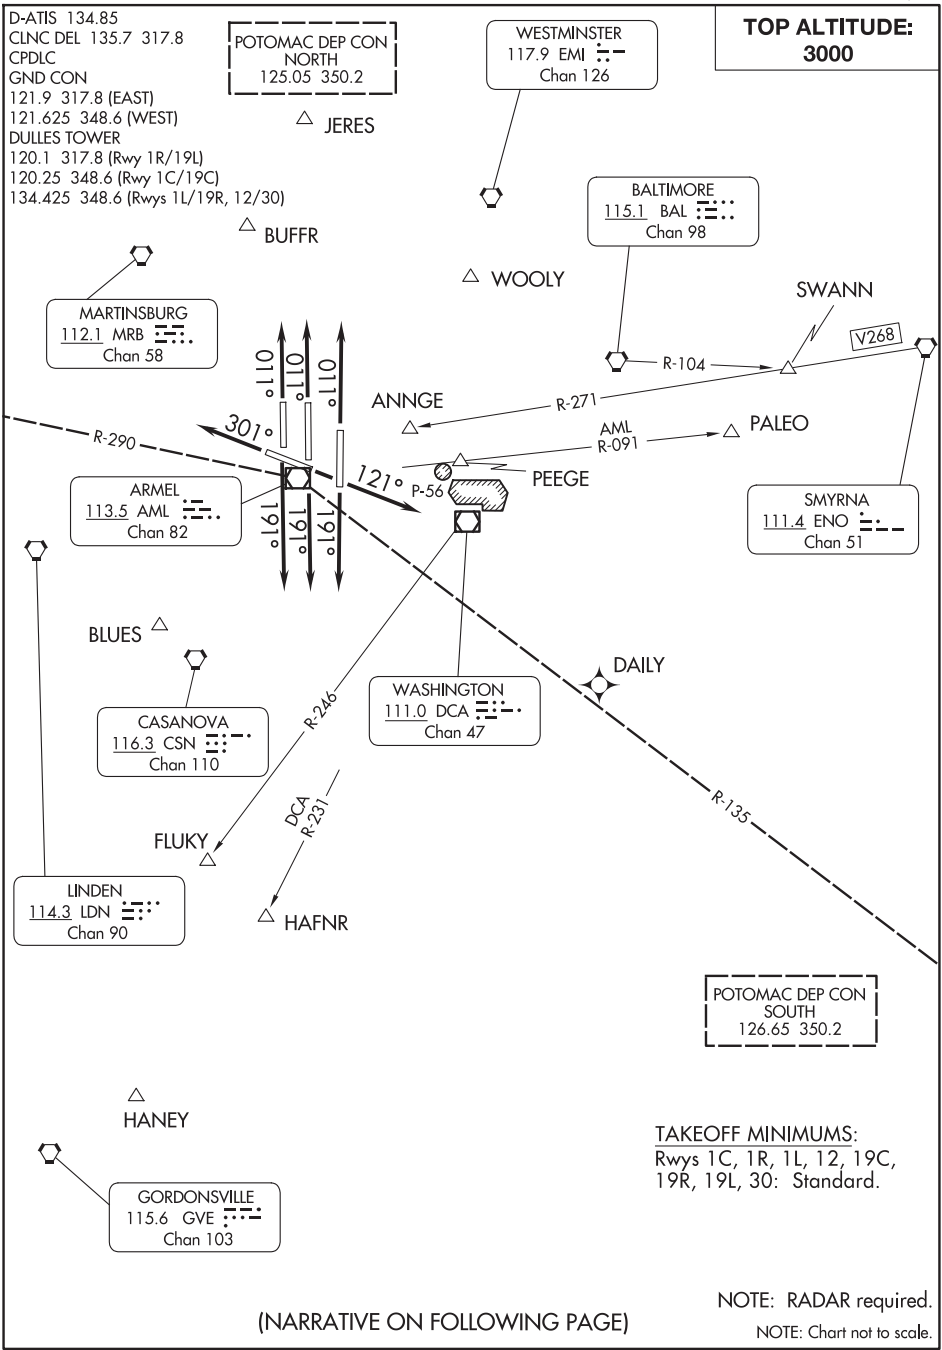 D-ATIS 134.85
CLNC DEL 135.7 317.8
CPDLC
GND CON
121.9 317.8 (EAST)
121.625 348.6 (WEST)
DULLES TOWER
120.1 317.8 (Rwy 1R/19L)
120.25 348.6 (Rwy 1C/19C)
134.425 348.6 (Rwys 1L/19R, 12/30)
POTOMAC DEP CON
NORTH
125.05 350.2
WESTMINSTER
117.9 EMI
Chan 126
TOP ALTITUDE:
3000
JERES
BUFFR
BALTIMORE
115.1 BAL
Chan 98
WOOLY
SWANN
MARTINSBURG
112.1 MRB
Chan 58
V268
R-104
R-271
011°
011°
011°
ANNGE
301°
PALEO
AML
R-091
R-290
PEEGE
121°
P-56
ARMEL
113.5 AML
Chan 82
SMYRNA
111.4 ENO
Chan 51
191°
191°
191°
BLUES
DAILY
CASANOVA
116.3 CSN
Chan 110
WASHINGTON
111.0 DCA
Chan 47
R-246
R-135
DCA
R-231
FLUKY
LINDEN
114.3 LDN
Chan 90
HAFNR
POTOMAC DEP CON
SOUTH
126.65 350.2
HANEY
TAKEOFF MINIMUMS:
Rwys 1C, 1R, 1L, 12, 19C,
19R, 19L, 30: Standard.
GORDONSVILLE
115.6 GVE
Chan 103
NOTE: RADAR required.
(NARRATIVE ON FOLLOWING PAGE)
NOTE: Chart not to scale.